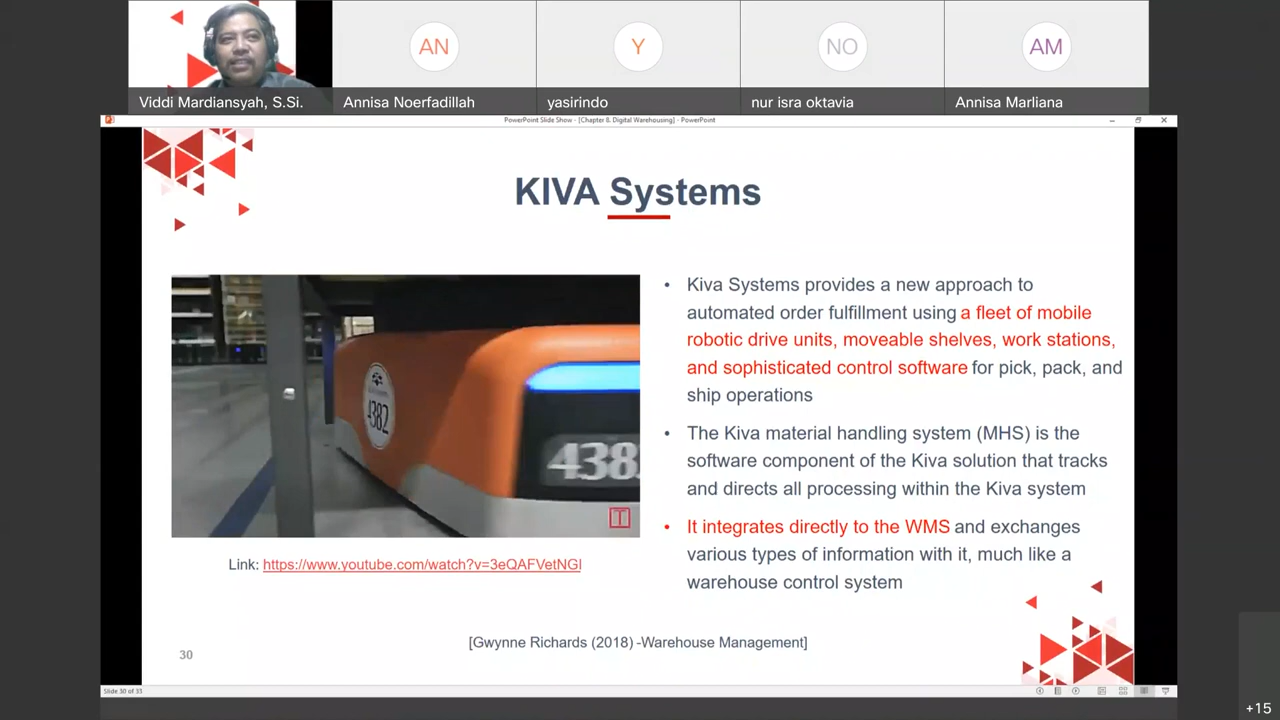 AN
Y
NO
AM
Viddi Mardiansyah, S.Si.
Annisa Noerfadillah
yasirindo
nur isra oktavia
Annisa Marliana
PowerPoint Slide Show - [Chapter 8. Digital Warehousing] - PowerPoint
KIVA Systems
• Kiva Systems provides a new approach to
automated order fulfillment using a fleet of mobile
robotic drive units, moveable shelves, work stations,
and sophisticated control software for pick, pack, and
ship operations
• The Kiva material handling system (MHS) is the
software component of the Kiva solution that tracks
and directs all processing within the Kiva system
• It integrates directly to the WMS and exchanges
various types of information with it, much like a
warehouse control system
4382
438
Link: https://www.youtube.com/watch?v=3eQAFVetNGI
[Gwynne Richards (2018) -Warehouse Management]
30
Slide 30 of 33
+15